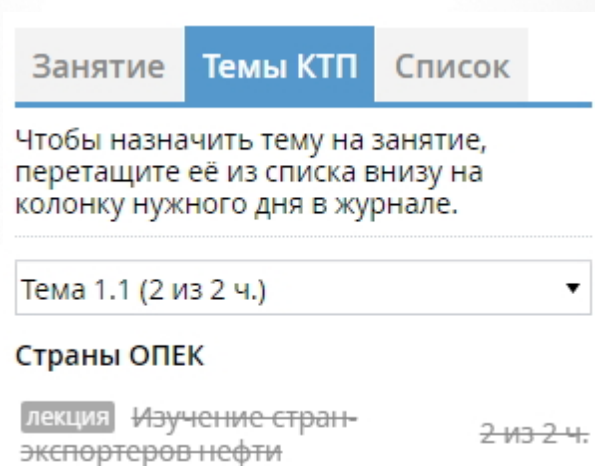 Занятие Темы КТП Список
Чтобы назначить тему на занятие,
перетащите её из списка внизу на
колонку нужного дня в журнале.
Тема 1.1 (2 из 2 ч.)
Страны ОПЕК
лекция Изучение стран-
экспортеров нефти 2 из 2 ч.